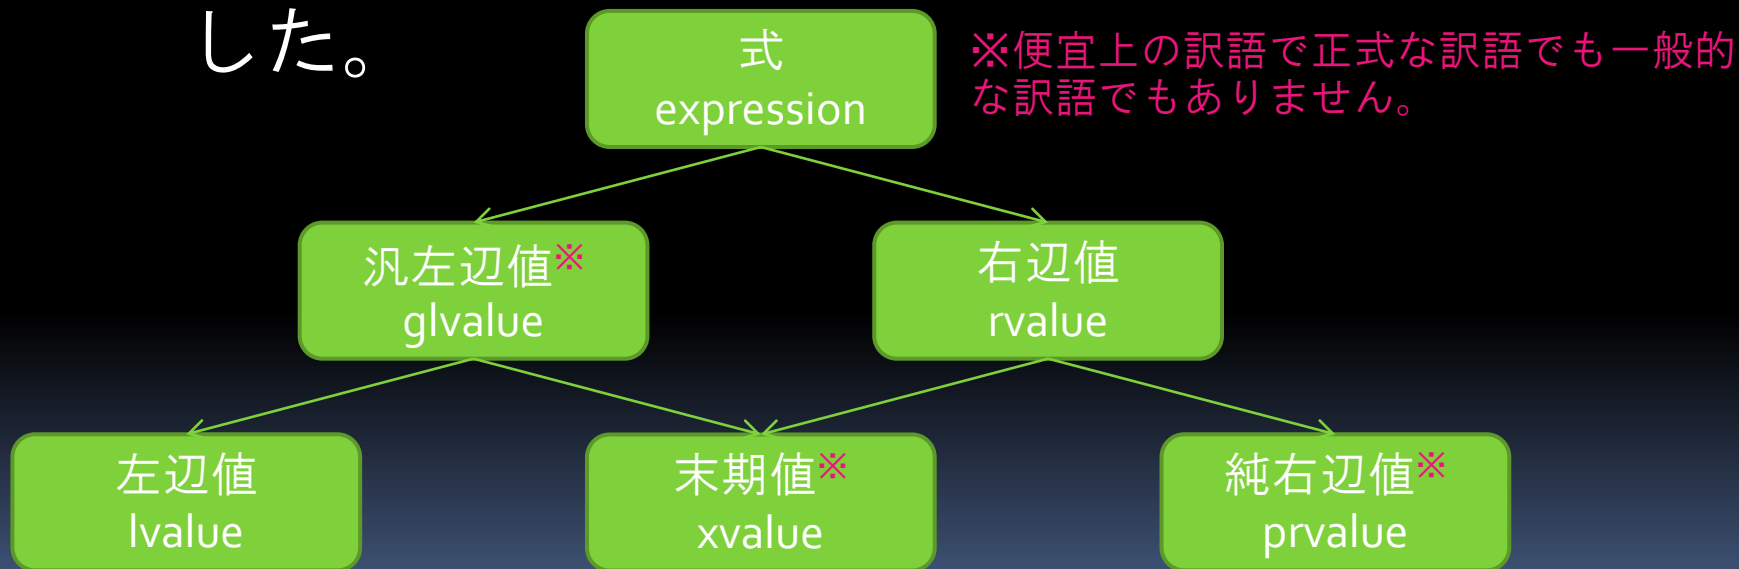 した。
式
expression
※便宜上の訳語で正式な訳語でも一般的
な訳語でもありません。
汎左辺値※
glvalue
右辺値
rvalue
左辺値
lvalue
末期値※
xvalue
純右辺値※
prvalue